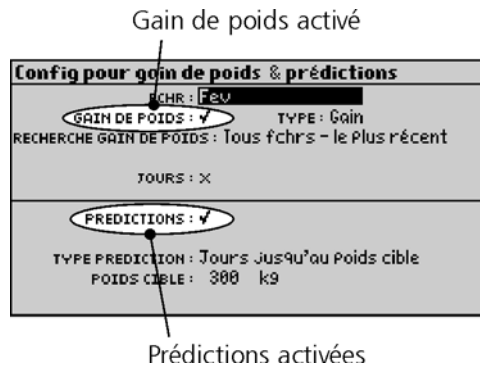 Gain de poids activé
Config pour gain de poids & prédictions
FCHR : Fev
GAIN DE POIDS : ✓ TYPE : Gain
RECHERCHE GAIN DE POIDS : Tous fchrs - le Plus récent
JOURS : ×
PREDICTIONS : ✓
TYPE PREDICTION : Jours jusqu'au Poids cible
POIDS CIBLE : 300 kg
Prédictions activées